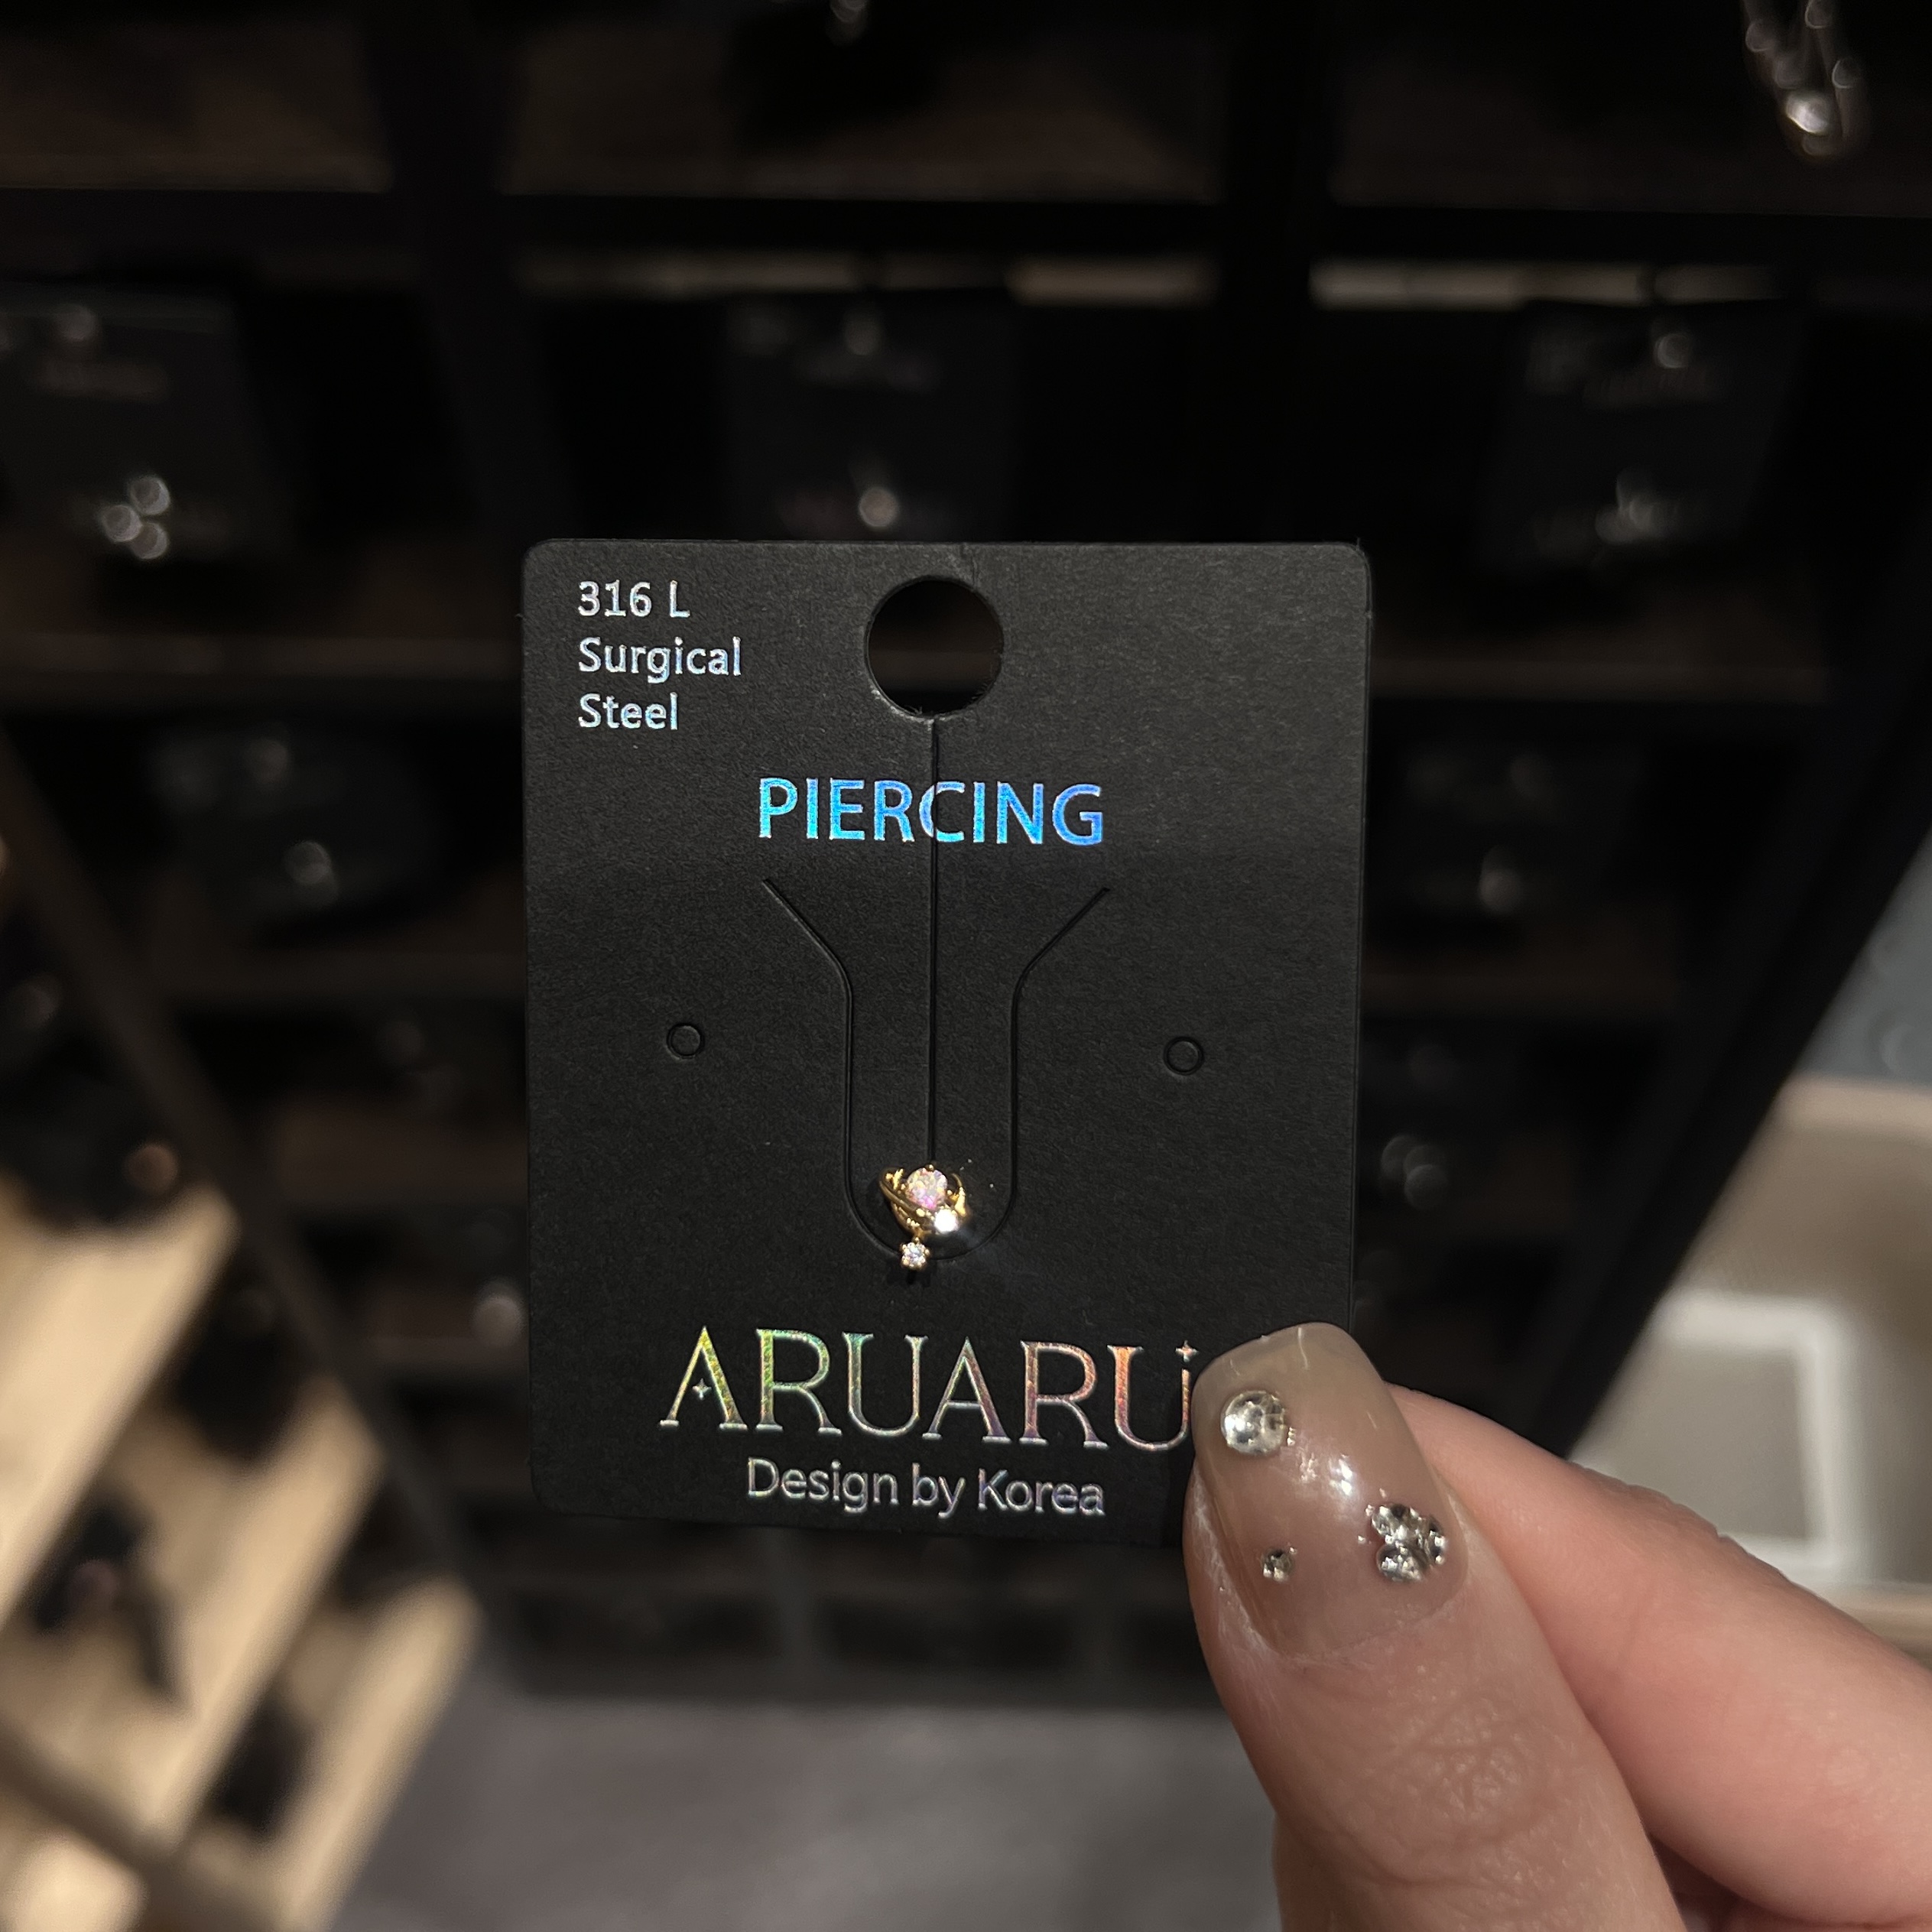 316 L
Surgical
Steel
PIERCING
ARUARU
Design by Korea